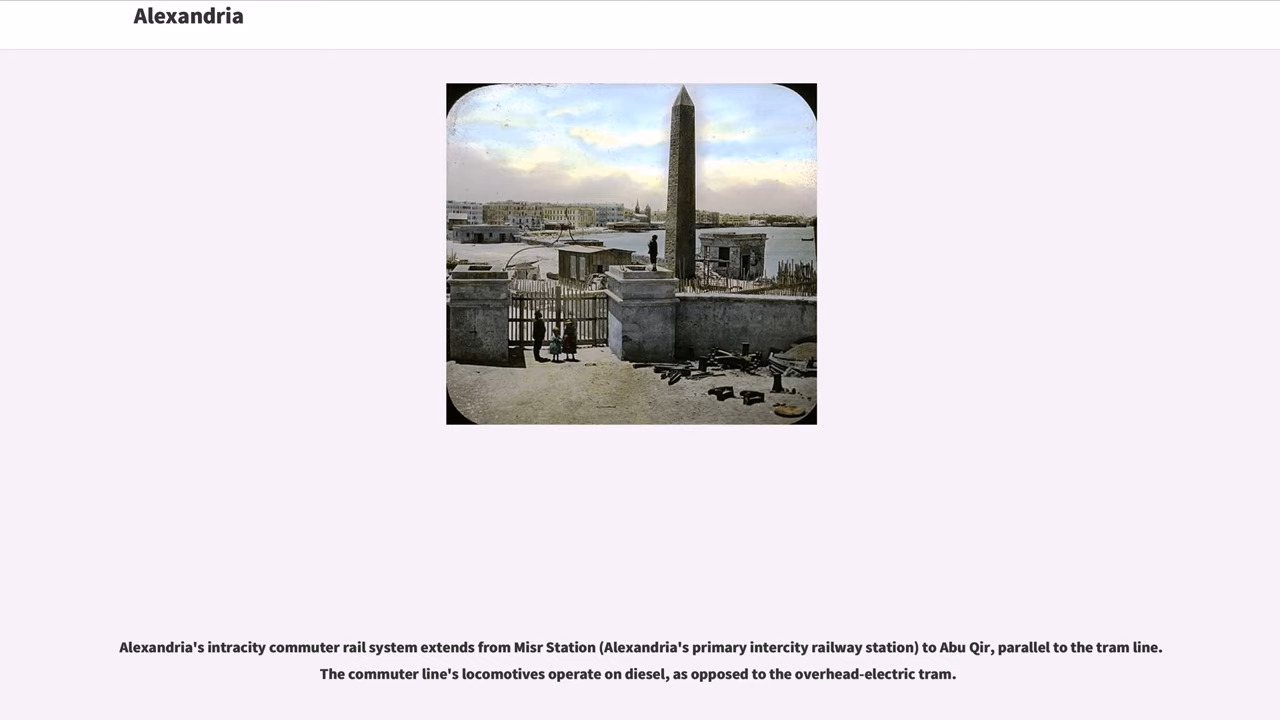 Alexandria
Alexandria's intracity commuter rail system extends from Misr Station (Alexandria's primary intercity railway station) to Abu Qir, parallel to the tram line.
The commuter line's locomotives operate on diesel, as opposed to the overhead-electric tram.